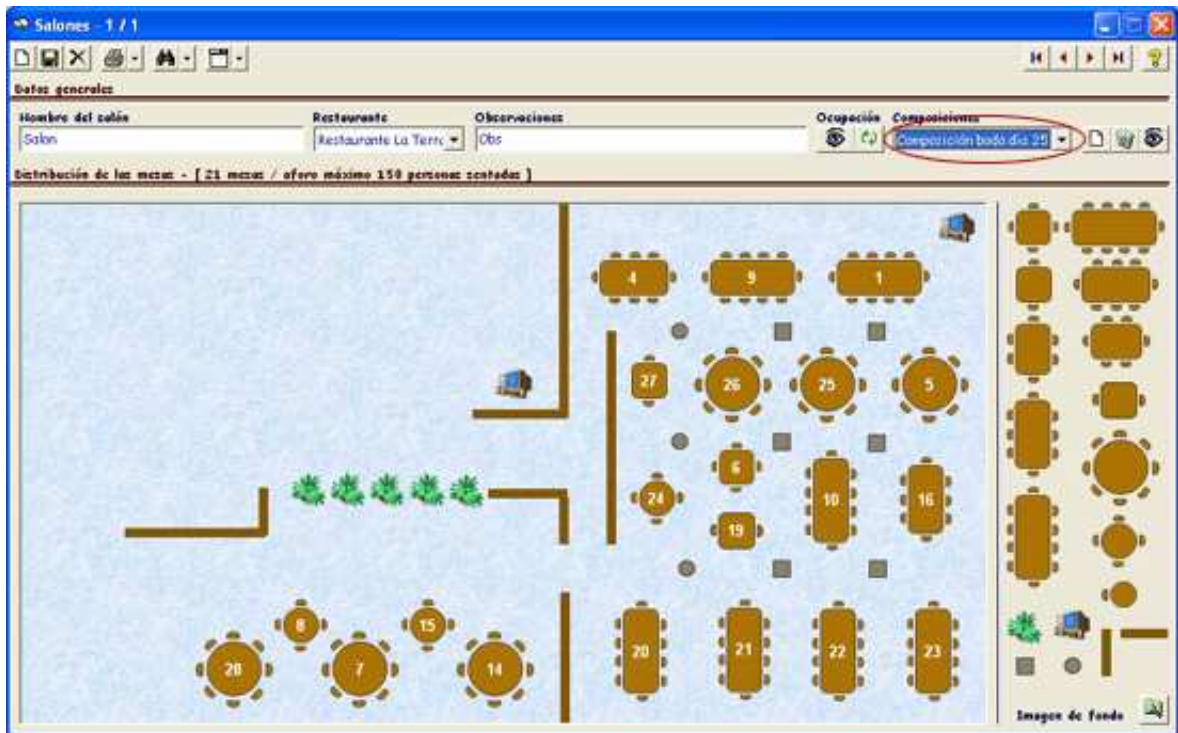 Salones - 1 / 1
Datos generales
Nombre del salón Restaurante Observaciones Ocupación Composiciones
Salon Restaurante La Terra Obs Composición boda dia 25
Distribución de las mesas - [ 21 mesas / aforo máximo 150 personas sentadas ]
4 9 1
27 26 25 5
6
24 10 16
19
8 15
28 7 14 20 21 22 23
Imagen de fondo